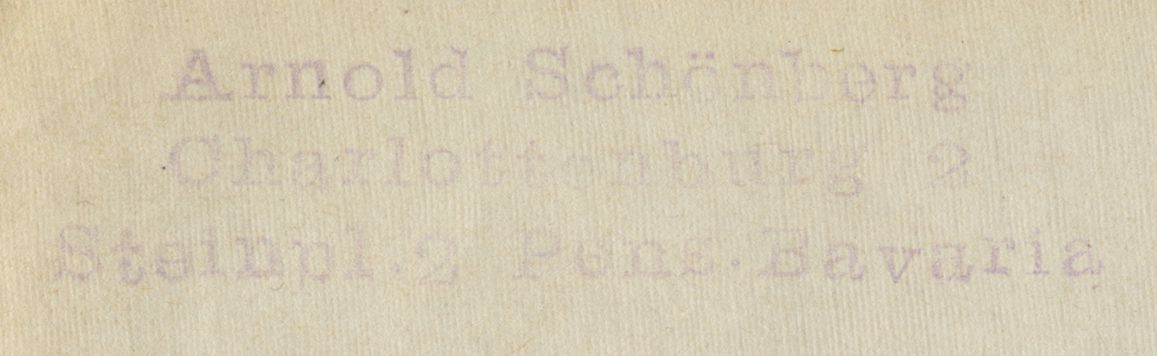 Arnold Schönberg
Charlottenburg 2
Steinpl.2 Pens.Bavaria